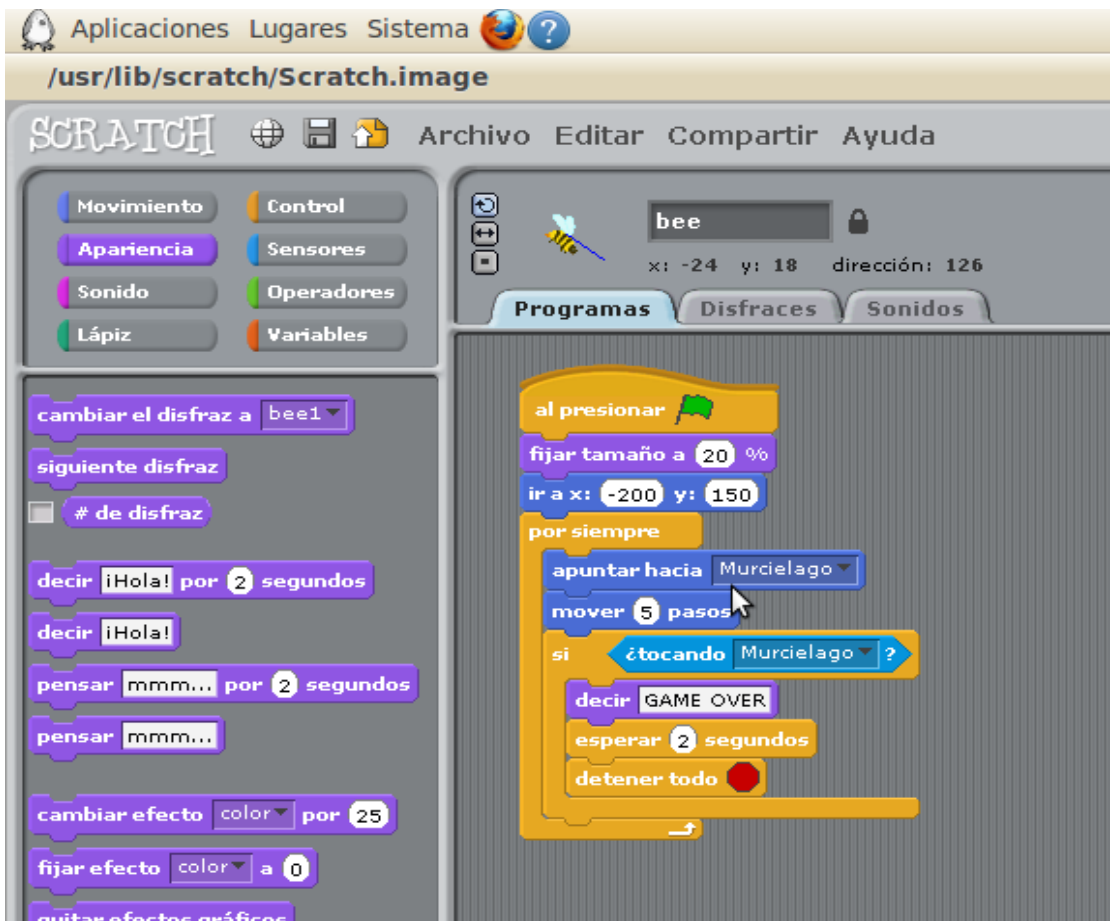 Aplicaciones Lugares Sistema ?
/usr/lib/scratch/Scratch.image
SCRATCH Archivo Editar Compartir Ayuda
Movimiento Control
Apariencia Sensores
Sonido Operadores
Lápiz Variables
bee
x: -24 y: 18 dirección: 126
Programas Disfraces Sonidos
cambiar el disfraz a bee1
siguiente disfraz
# de disfraz
decir ¡Hola! por 2 segundos
decir ¡Hola!
pensar mmm... por 2 segundos
pensar mmm...
cambiar efecto color por 25
fijar efecto color a 0
quitar efectos gráficos
al presionar
fijar tamaño a 20 %
ir a x: -200 y: 150
por siempre
apuntar hacia Murcielago
mover 5 pasos
si ¿tocando Murcielago ?
decir GAME OVER
esperar 2 segundos
detener todo